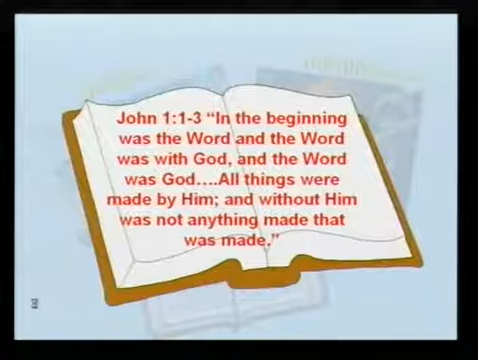 John 1:1-3 “In the beginning
was the Word and the Word
was with God, and the Word
was God....All things were
made by Him; and without Him
was not anything made that
was made.”